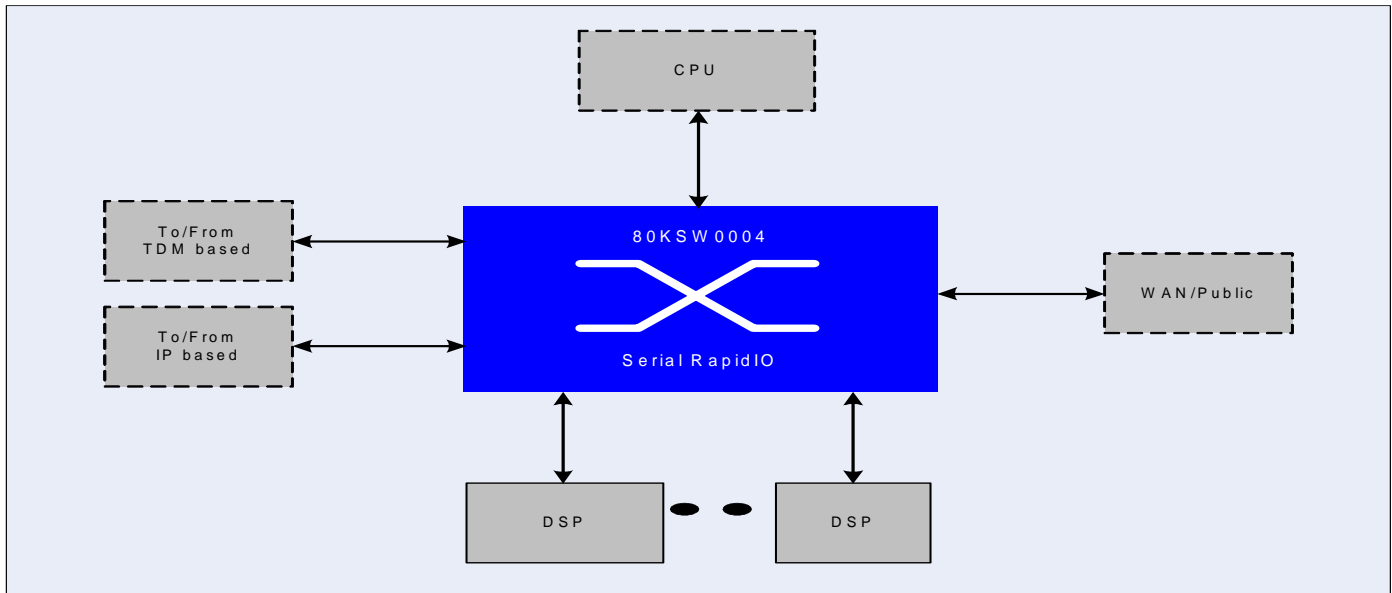 CPU
To/From
TDM based
80KSW0004
WAN/Public
To/From
IP based
Serial RapidIO
DSP
DSP